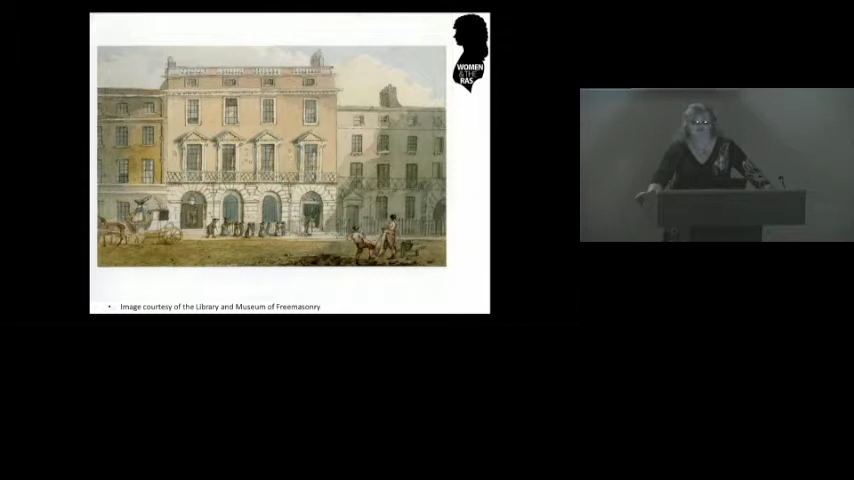 WOMEN
& THE
RAS
• Image courtesy of the Library and Museum of Freemasonry